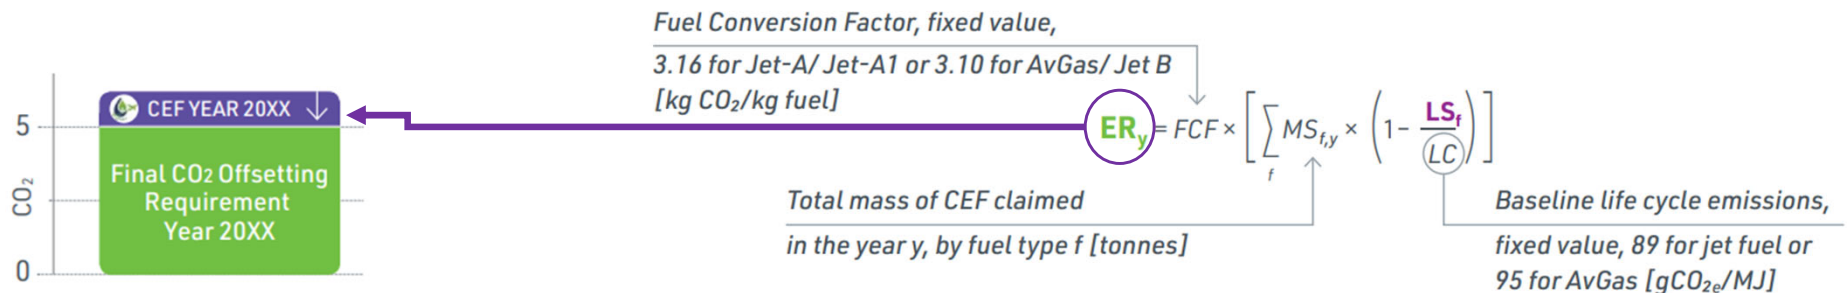 Fuel Conversion Factor, fixed value,
3.16 for Jet-A/ Jet-A1 or 3.10 for AvGas/ Jet B
[kg CO₂/kg fuel]
CEF YEAR 20XX
5
Final CO2 Offsetting
Requirement
Year 20XX
CO₂
0
ERy = FCF × [ ∑f MSf,y × (1 - LSf / LC) ]
Total mass of CEF claimed
in the year y, by fuel type f [tonnes]
Baseline life cycle emissions,
fixed value, 89 for jet fuel or
95 for AvGas [gCO₂e/MJ]